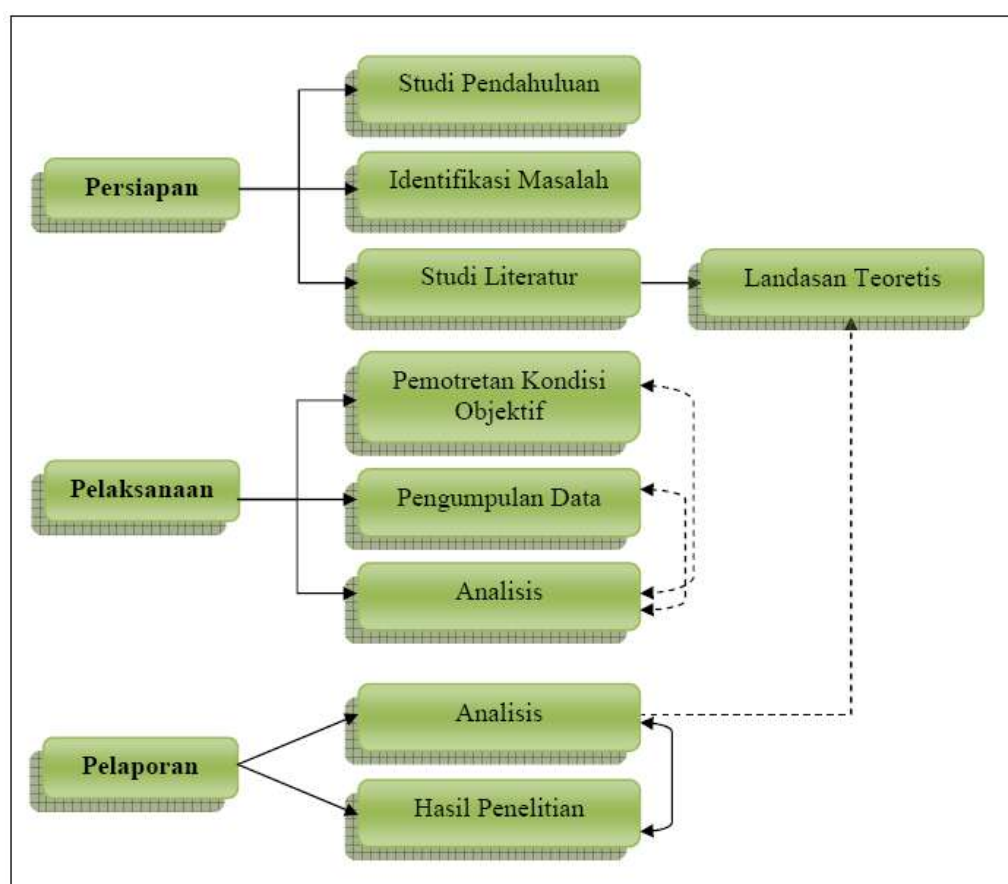 Studi Pendahuluan
Persiapan
Identifikasi Masalah
Studi Literatur
Landasan Teoretis
Pemotretan Kondisi
Objektif
Pelaksanaan
Pengumpulan Data
Analisis
Analisis
Pelaporan
Hasil Penelitian